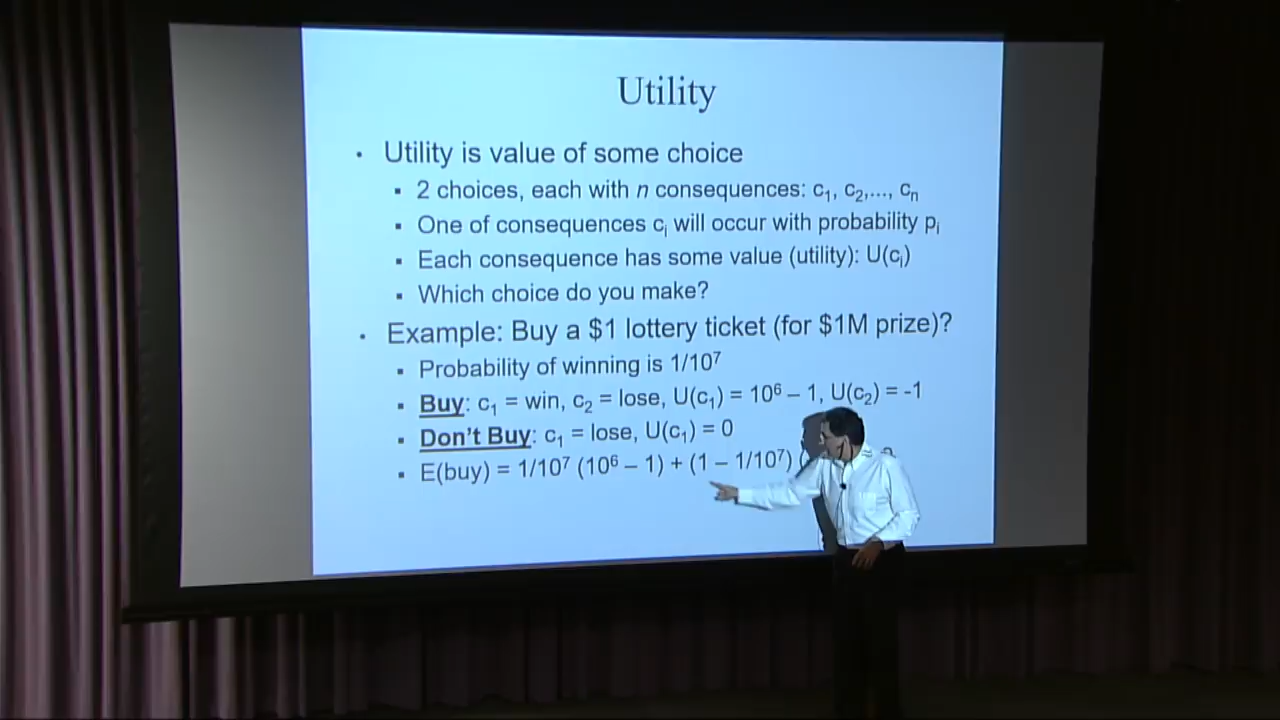 Utility
• Utility is value of some choice
▪ 2 choices, each with n consequences: c₁, c₂,..., cₙ
▪ One of consequences cᵢ will occur with probability pᵢ
▪ Each consequence has some value (utility): U(cᵢ)
▪ Which choice do you make?
• Example: Buy a $1 lottery ticket (for $1M prize)?
▪ Probability of winning is 1/10⁷
▪ Buy: c₁ = win, c₂ = lose, U(c₁) = 10⁶ – 1, U(c₂) = -1
▪ Don't Buy: c₁ = lose, U(c₁) = 0
▪ E(buy) = 1/10⁷ (10⁶ – 1) + (1 – 1/10⁷) (